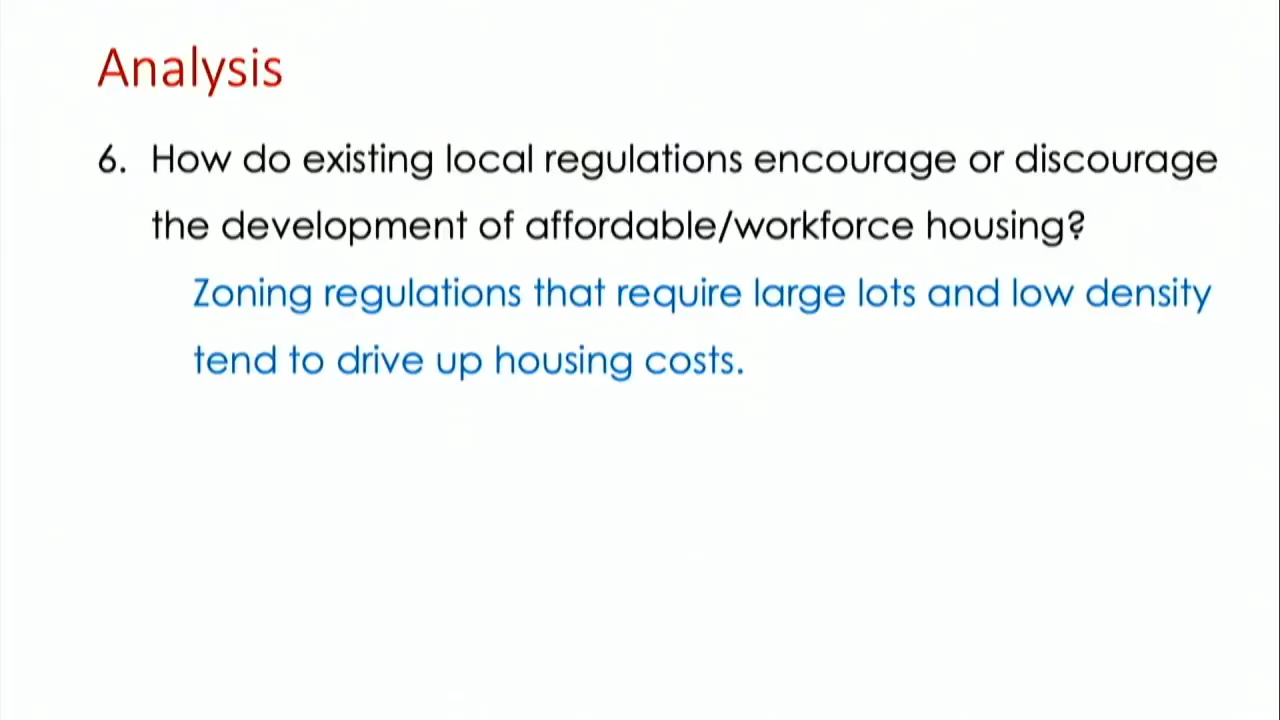 Analysis
6. How do existing local regulations encourage or discourage
the development of affordable/workforce housing?
Zoning regulations that require large lots and low density
tend to drive up housing costs.